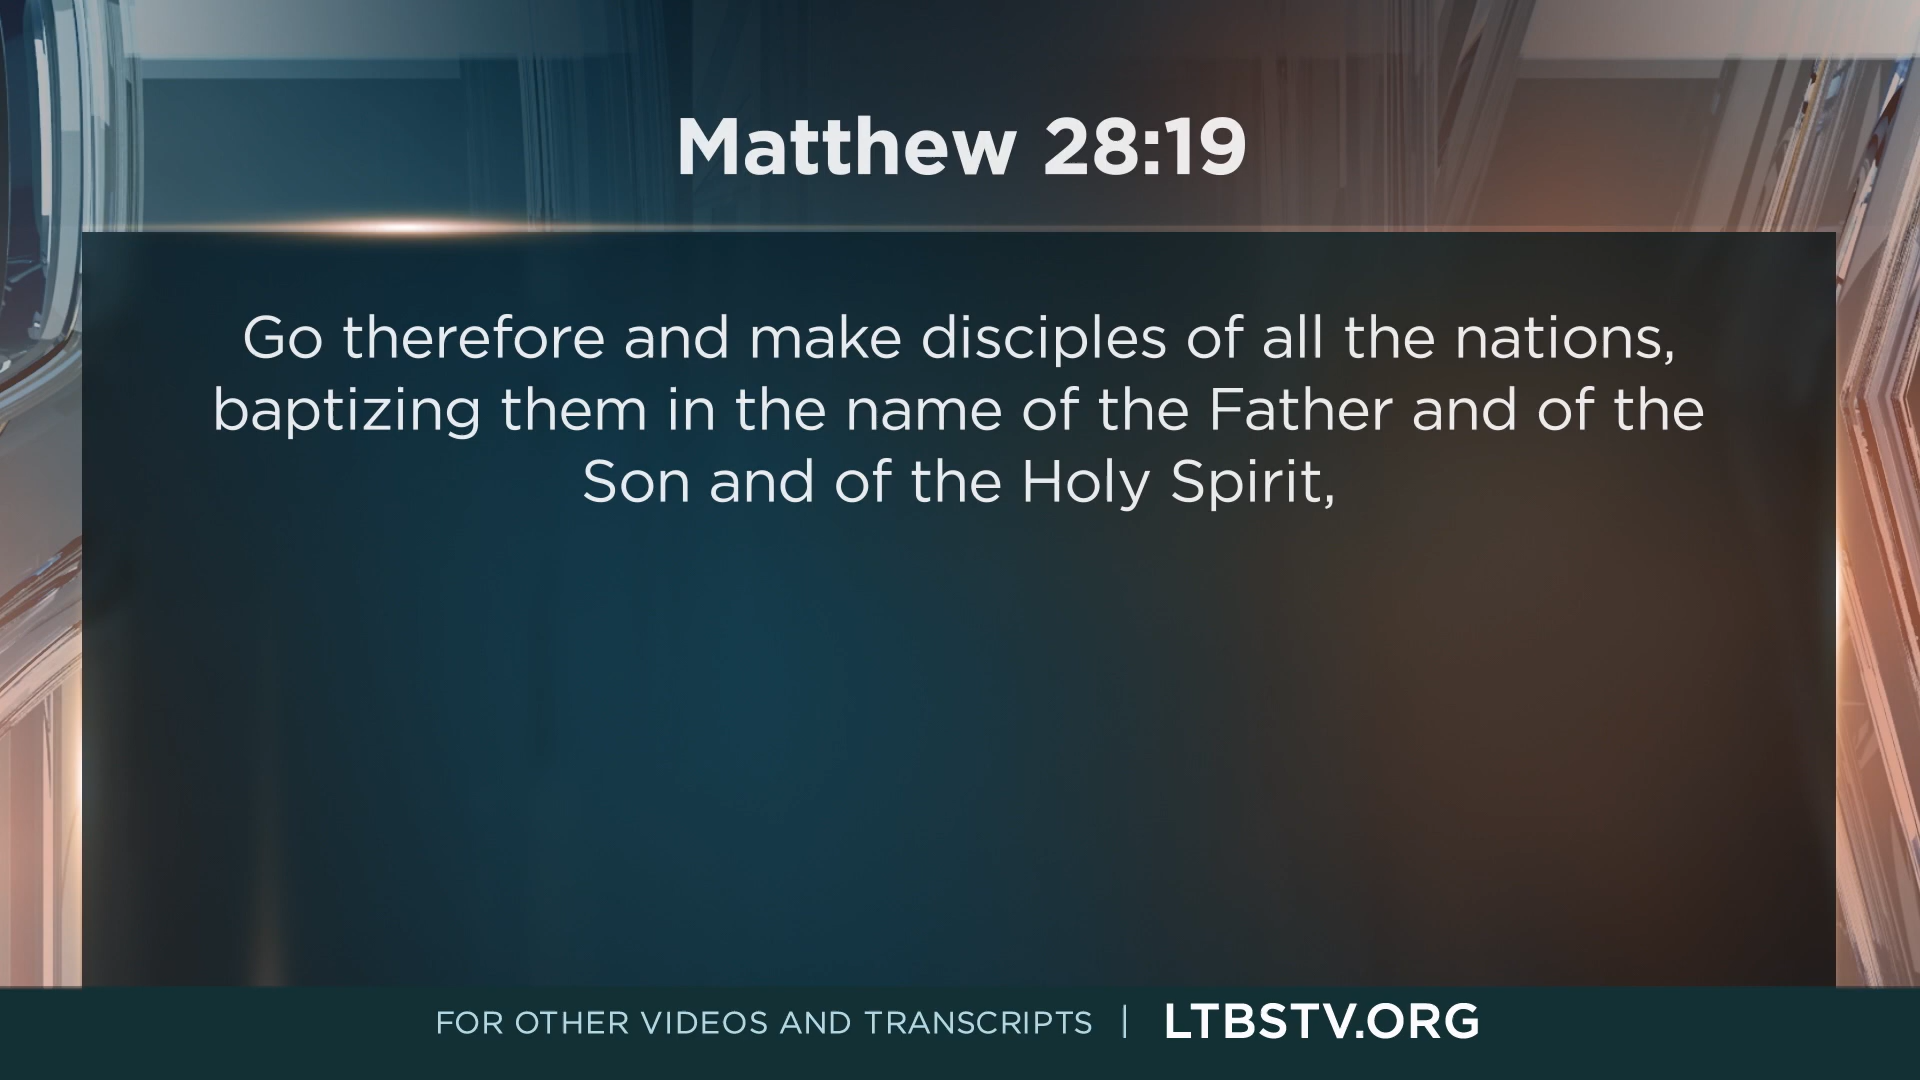 Matthew 28:19
Go therefore and make disciples of all the nations,
baptizing them in the name of the Father and of the
Son and of the Holy Spirit,
FOR OTHER VIDEOS AND TRANSCRIPTS | LTBSTV.ORG